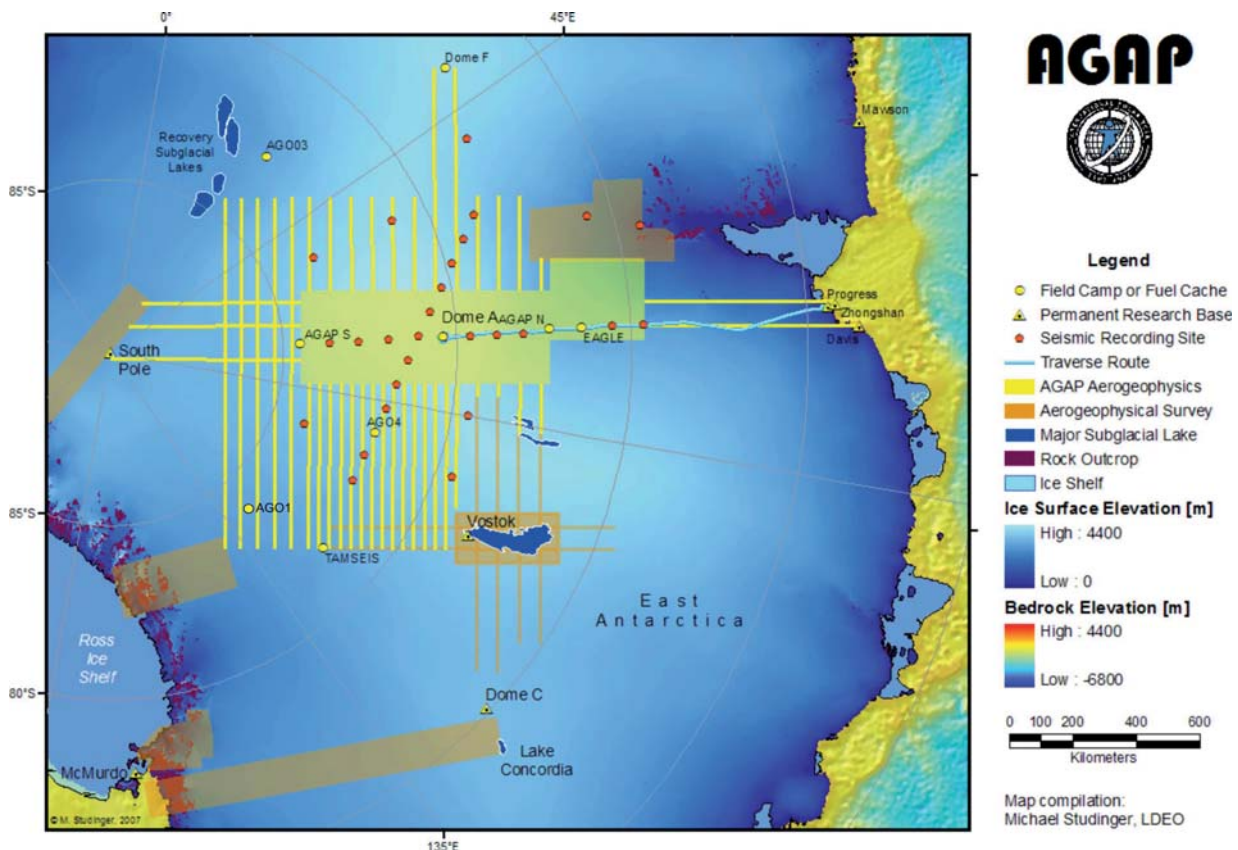 0°
45°E
AGAP
Dome F
Mawson
Recovery
Subglacial
Lakes
AGO03
85°S
Legend
Field Camp or Fuel Cache
Permanent Research Base
Seismic Recording Site
Traverse Route
AGAP Aerogeophysics
Aerogeophysical Survey
Major Subglacial Lake
Rock Outcrop
Ice Shelf
Ice Surface Elevation [m]
High : 4400
Low : 0
Bedrock Elevation [m]
High : 4400
Low : -6800
0 100 200 400 600
Kilometers
Map compilation:
Michael Studinger, LDEO
Progress
Zhongshan
Davis
Dome A
AGAP N
EAGLE
AGAP S
South
Pole
AGO4
85°S
AGO1
Vostok
TAMSEIS
East
Antarctica
Ross
Ice
Shelf
80°S
Dome C
Lake
Concordia
McMurdo
© M. Studinger, 2007
135°E